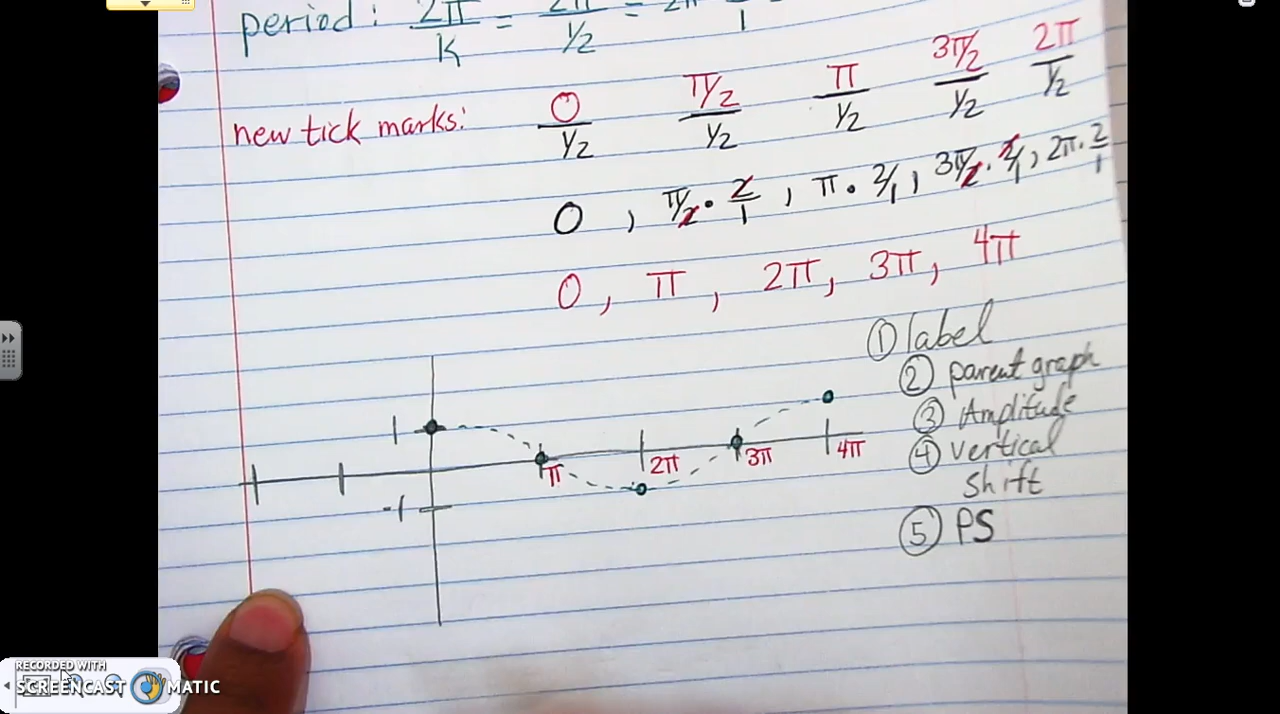 period: 2π/K = 2π/½ = 2π
1
new tick marks: 0/½ π/2/½ π/½ 3π/2/½ 2π/½
0, π/2 · 2/1, π · 2/1, 3π/2 · 2/1, 2π · 2/1
0, π, 2π, 3π, 4π
① label
② parent graph
③ Amplitude
④ vertical
shift
⑤ PS
1
-1
π 2π 3π 4π
RECORDED WITH
SCREENCAST MATIC